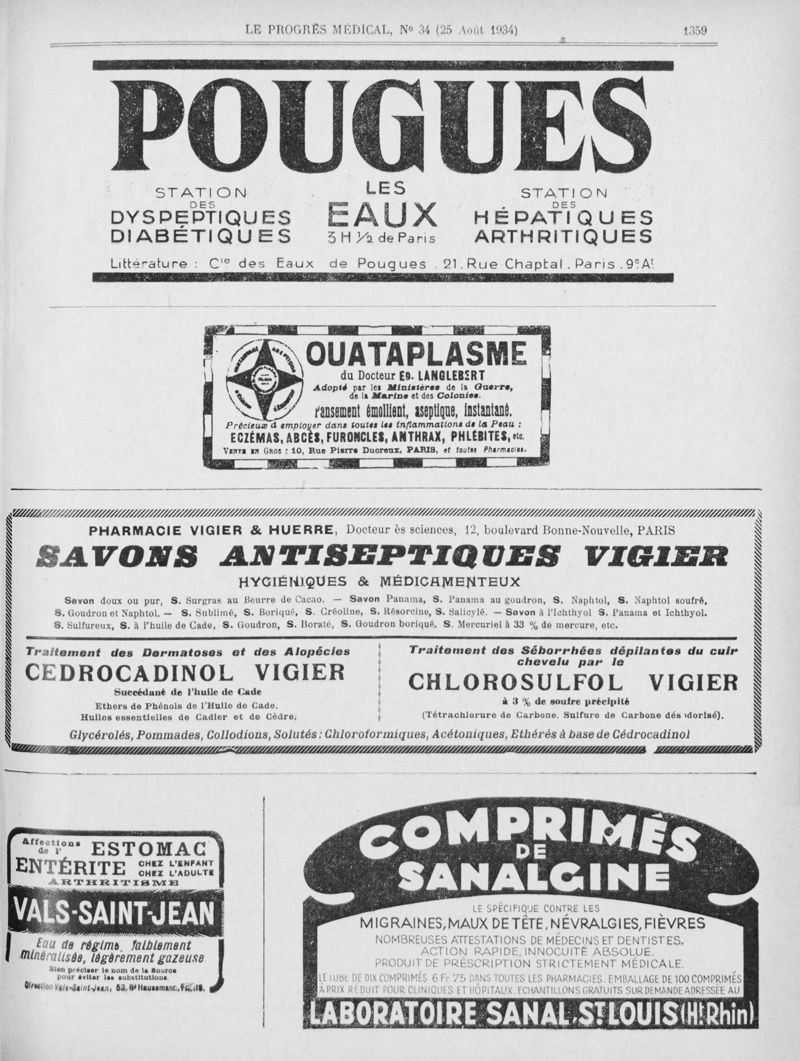 LE PROGRÈS MÉDICAL, No 34 (25 Août 1934)
1359
POUGUES
STATION
DES
DYSPEPTIQUES
DIABÉTIQUES
LES
EAUX
3 H ½ de Paris
STATION
DES
HÉPATIQUES
ARTHRITIQUES
Littérature : Cie des Eaux de Pougues . 21. Rue Chaptal . Paris . 9e At
OUATAPLASME
du Docteur ED. LANGLEBERT
Adopté par les Ministères de la Guerre,
de la Marine et des Colonies.
Pansement émollient, aseptique, instantané.
Précieux à employer dans toutes les inflammations de la Peau :
ECZÉMAS, ABCÈS, FURONCLES, ANTHRAX, PHLÉBITES, etc.
VENTE EN GROS : 10, Rue Pierre Ducreux, PARIS, et toutes Pharmacies.
PHARMACIE VIGIER & HUERRE, Docteur ès sciences, 12, boulevard Bonne-Nouvelle, PARIS
SAVONS ANTISEPTIQUES VIGIER
HYGIÉNIQUES & MÉDICAMENTEUX
Savon doux ou pur, S. Surgras au Beurre de Cacao. — Savon Panama, S. Panama au goudron, S. Naphtol, S. Naphtol soufré,
S. Goudron et Naphtol. — S. Sublimé, S. Boriqué, S. Créoline, S. Résorcine, S. Salicylé. — Savon à l'Ichthyol S. Panama et Ichthyol.
S. Sulfureux, S. à l'huile de Cade, S. Goudron, S. Boraté, S. Goudron boriqué, S. Mercuriel à 33 % de mercure, etc.
Traitement des Dermatoses et des Alopécies
CEDROCADINOL VIGIER
Succédané de l'huile de Cade
Ethers de Phénols de l'Huile de Cade.
Huiles essentielles de Cadier et de Cèdre.
Traitement des Séborrhées dépilantes du cuir
chevelu par le
CHLOROSULFOL VIGIER
à 3 % de soufre précipité
(Tétrachlorure de Carbone. Sulfure de Carbone désodorisé).
Glycérolés, Pommades, Collodions, Solutés : Chloroformiques, Acétoniques, Ethérés à base de Cédrocadinol
Affections
de l'
ESTOMAC
ENTÉRITE
CHEZ L'ENFANT
CHEZ L'ADULTE
ARTHRITISME
VALS-SAINT-JEAN
Eau de régime, faiblement
minéralisée, légèrement gazeuse
Bien préciser le nom de la Source
pour éviter les substitutions.
Direction Vals-Saint-Jean, 53, Bd Haussmann, PARIS.
COMPRIMÉS
DE
SANALGINE
LE SPÉCIFIQUE CONTRE LES
MIGRAINES, MAUX DE TÊTE, NÉVRALGIES, FIÈVRES
NOMBREUSES ATTESTATIONS DE MÉDECINS ET DENTISTES.
ACTION RAPIDE, INNOCUITÉ ABSOLUE.
PRODUIT DE PRÉSCRIPTION STRICTEMENT MÉDICALE.
LE TUBE DE DIX COMPRIMÉS 6 Fr 75 DANS TOUTES LES PHARMACIES. EMBALLAGE DE 100 COMPRIMÉS
A PRIX RÉDUIT POUR CLINIQUES ET HÔPITAUX. ECHANTILLONS GRATUITS SUR DEMANDE ADRESSÉE AU
LABORATOIRE SANAL, ST LOUIS (Ht Rhin)